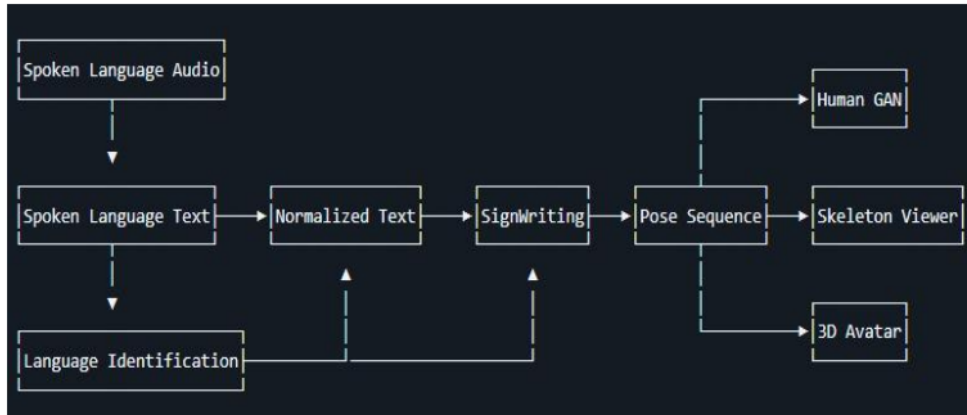 Spoken Language Audio
Human GAN
Spoken Language Text
Normalized Text
SignWriting
Pose Sequence
Skeleton Viewer
3D Avatar
Language Identification